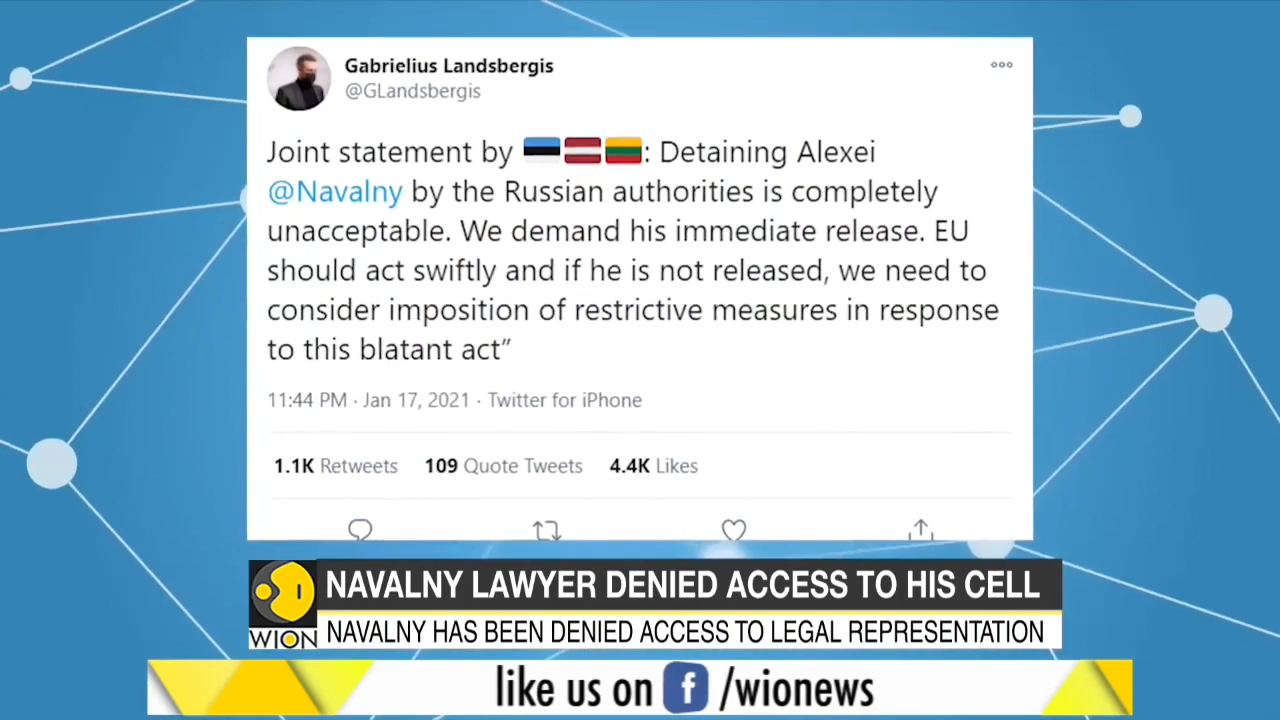 Gabrielius Landsbergis
@GLandsbergis
Joint statement by 🇪🇪🇱🇻🇱🇹: Detaining Alexei
@Navalny by the Russian authorities is completely
unacceptable. We demand his immediate release. EU
should act swiftly and if he is not released, we need to
consider imposition of restrictive measures in response
to this blatant act”
11:44 PM · Jan 17, 2021 · Twitter for iPhone
1.1K Retweets 109 Quote Tweets 4.4K Likes
NAVALNY LAWYER DENIED ACCESS TO HIS CELL
WION NAVALNY HAS BEEN DENIED ACCESS TO LEGAL REPRESENTATION
like us on f /wionews